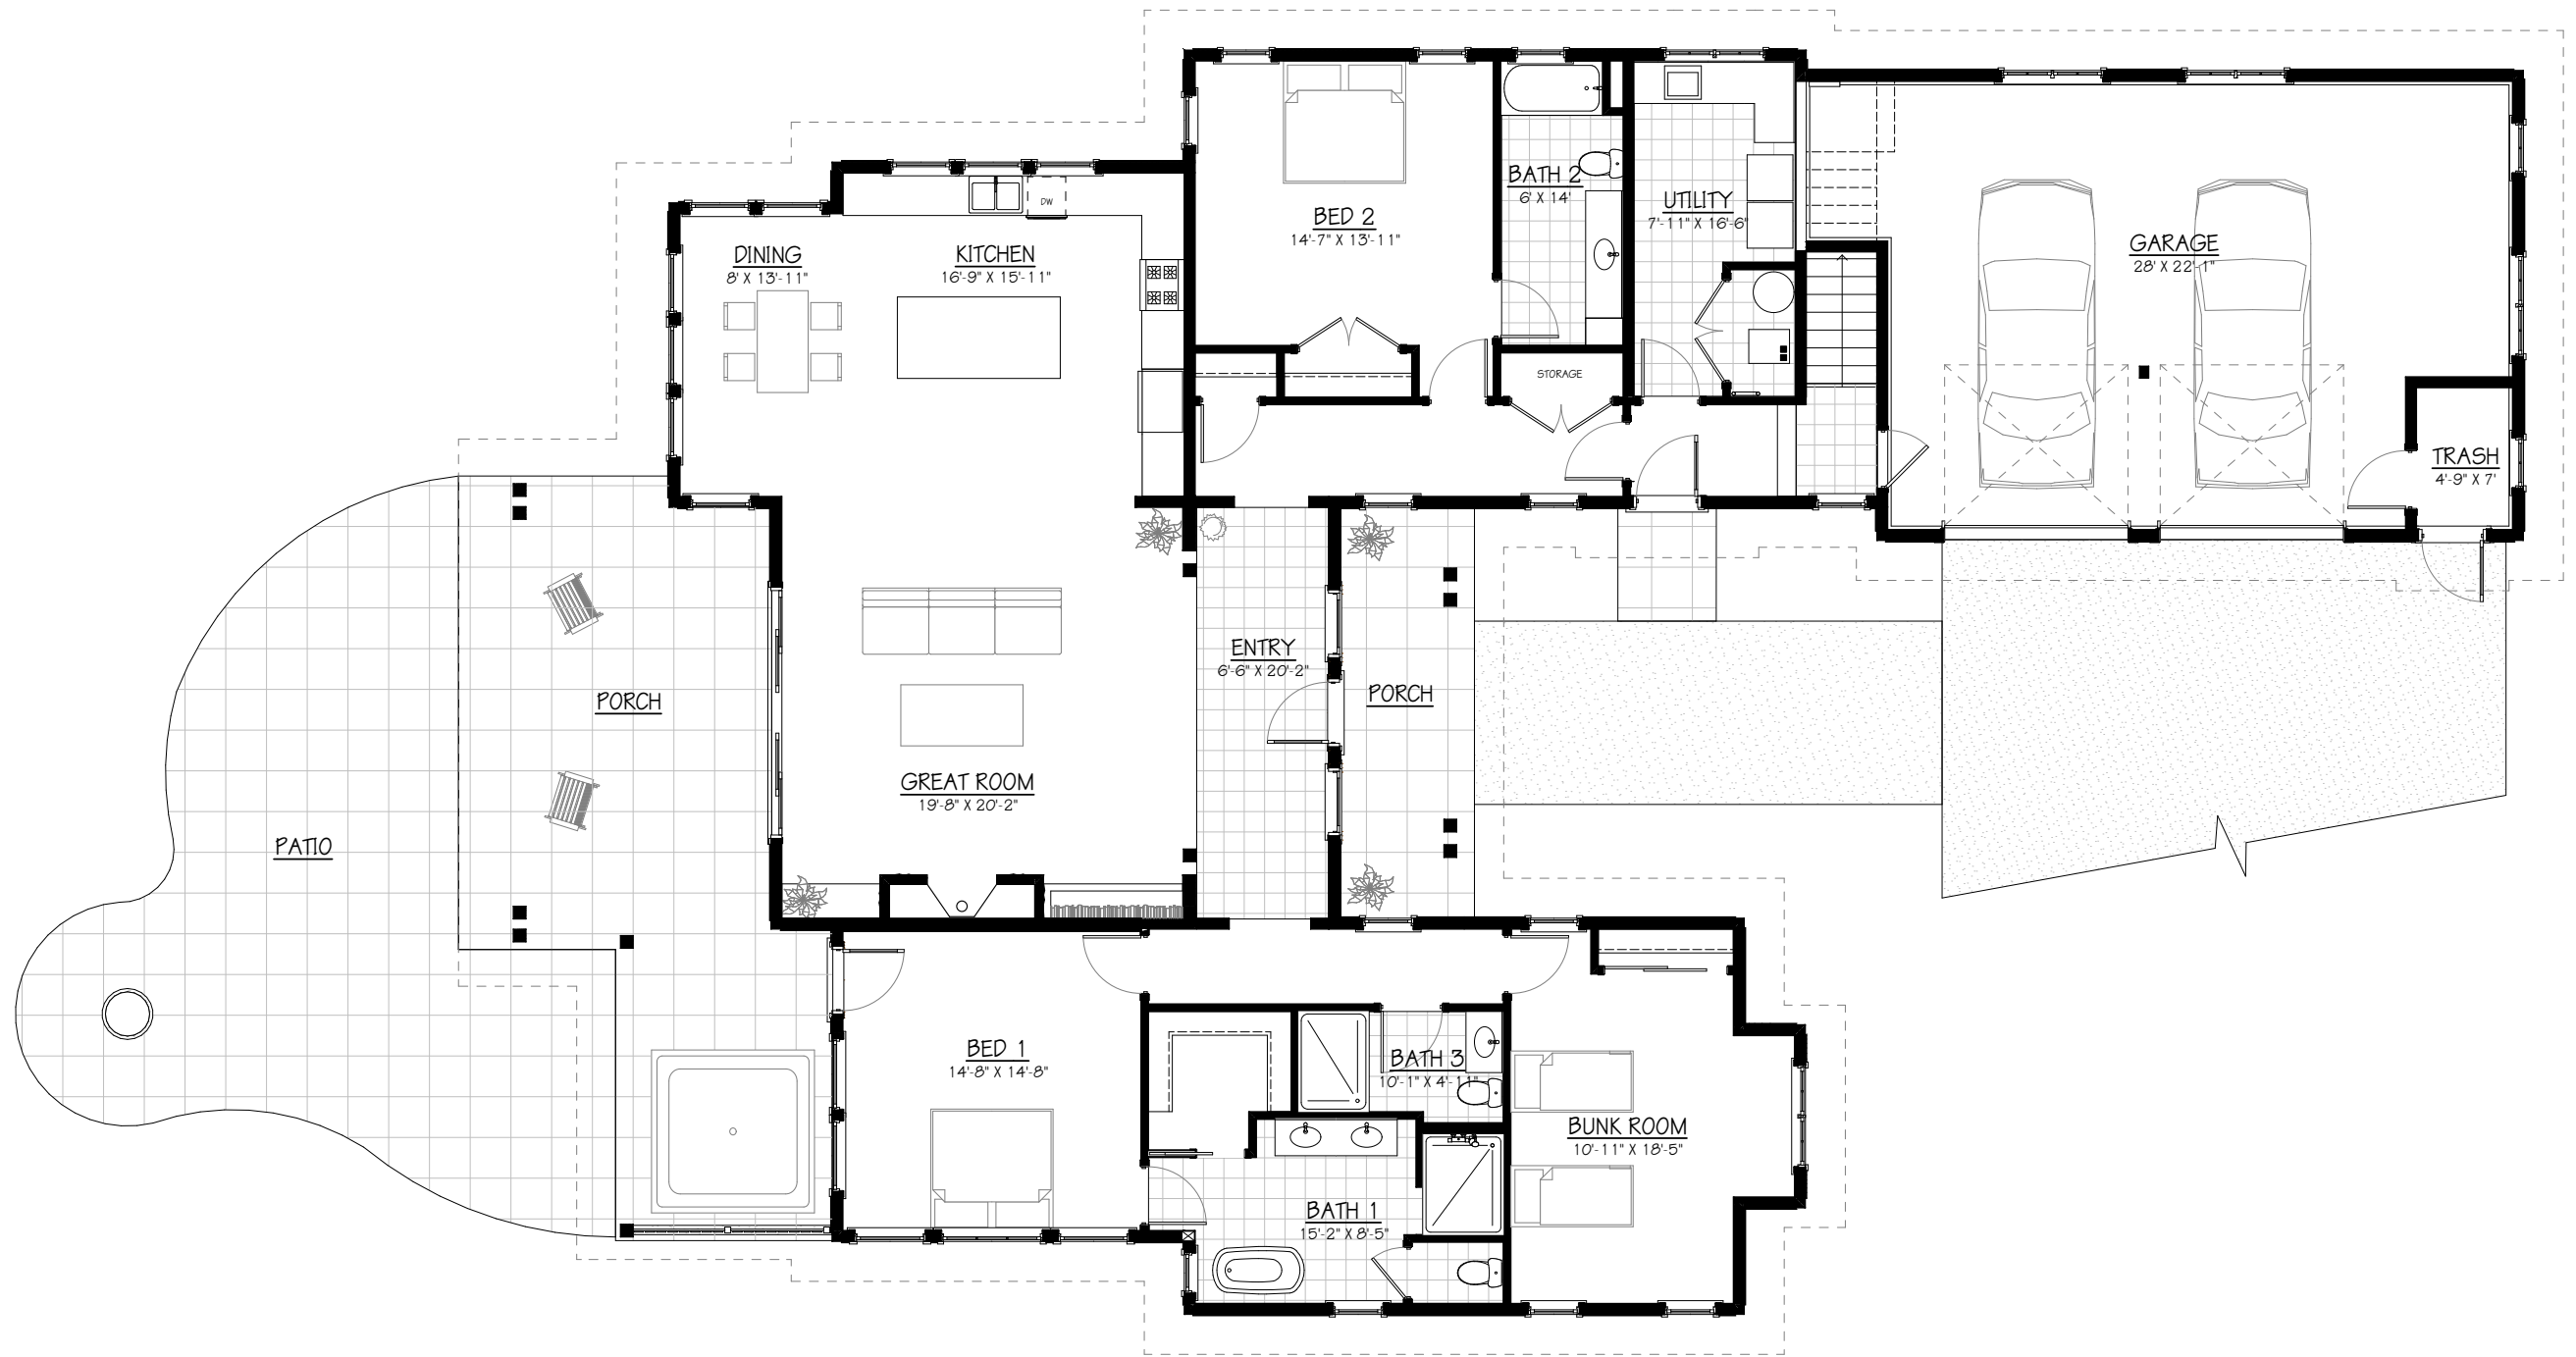 BED 2
14'-7" X 13'-11"
BATH 2
6' X 14'
UTILITY
7'-11" X 16'-6"
GARAGE
28' X 22'-1"
DW
DINING
8' X 13'-11"
KITCHEN
16'-9" X 15'-11"
STORAGE
TRASH
4'-9" X 7'
ENTRY
6'-6" X 20'-2"
PORCH
PORCH
GREAT ROOM
19'-8" X 20'-2"
PATIO
BED 1
14'-8" X 14'-8"
BATH 3
10'-1" X 4'-11"
BUNK ROOM
10'-11" X 18'-5"
BATH 1
15'-2" X 8'-5"